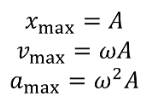 x_max = A
v_max = ωA
a_max = ω²A